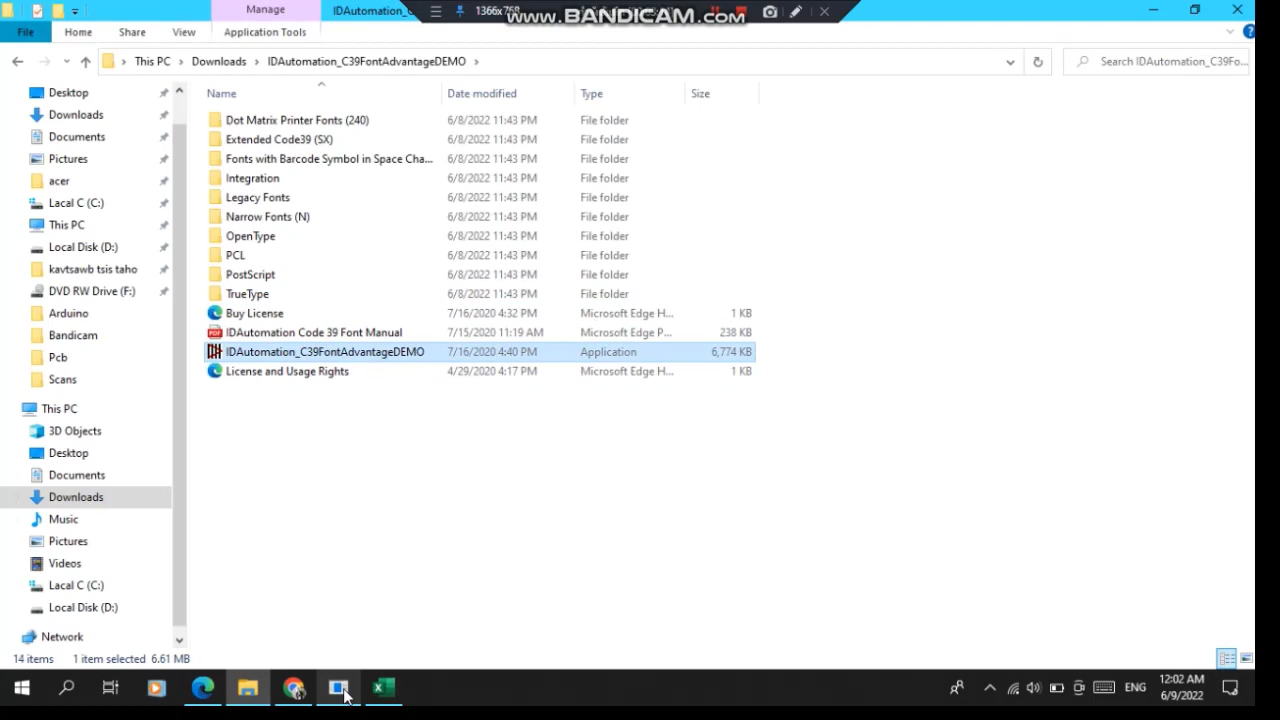 Manage
IDAutomation_C
1366x768
www.BANDICAM.com
File
Home
Share
View
Application Tools
This PC
Downloads
IDAutomation_C39FontAdvantageDEMO
Search IDAutomation_C39Fo...
Name
Date modified
Type
Size
Desktop
Downloads
Documents
Pictures
acer
Lacal C (C:)
This PC
Local Disk (D:)
kavtsawb tsis taho
DVD RW Drive (F:)
Arduino
Bandicam
Pcb
Scans
This PC
3D Objects
Desktop
Documents
Downloads
Music
Pictures
Videos
Lacal C (C:)
Local Disk (D:)
Network
Dot Matrix Printer Fonts (240) 6/8/2022 11:43 PM File folder
Extended Code39 (SX) 6/8/2022 11:43 PM File folder
Fonts with Barcode Symbol in Space Cha... 6/8/2022 11:43 PM File folder
Integration 6/8/2022 11:43 PM File folder
Legacy Fonts 6/8/2022 11:43 PM File folder
Narrow Fonts (N) 6/8/2022 11:43 PM File folder
OpenType 6/8/2022 11:43 PM File folder
PCL 6/8/2022 11:43 PM File folder
PostScript 6/8/2022 11:43 PM File folder
TrueType 6/8/2022 11:43 PM File folder
Buy License 7/16/2020 4:32 PM Microsoft Edge H... 1 KB
IDAutomation Code 39 Font Manual 7/15/2020 11:19 AM Microsoft Edge P... 238 KB
IDAutomation_C39FontAdvantageDEMO 7/16/2020 4:40 PM Application 6,774 KB
License and Usage Rights 4/29/2020 4:17 PM Microsoft Edge H... 1 KB
14 items 1 item selected 6.61 MB
ENG
12:02 AM
6/9/2022